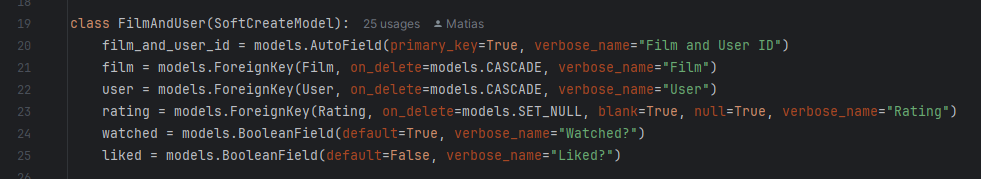 18
19 class FilmAndUser(SoftCreateModel): 25 usages Matias
20 film_and_user_id = models.AutoField(primary_key=True, verbose_name="Film and User ID")
21 film = models.ForeignKey(Film, on_delete=models.CASCADE, verbose_name="Film")
22 user = models.ForeignKey(User, on_delete=models.CASCADE, verbose_name="User")
23 rating = models.ForeignKey(Rating, on_delete=models.SET_NULL, blank=True, null=True, verbose_name="Rating")
24 watched = models.BooleanField(default=True, verbose_name="Watched?")
25 liked = models.BooleanField(default=False, verbose_name="Liked?")
26